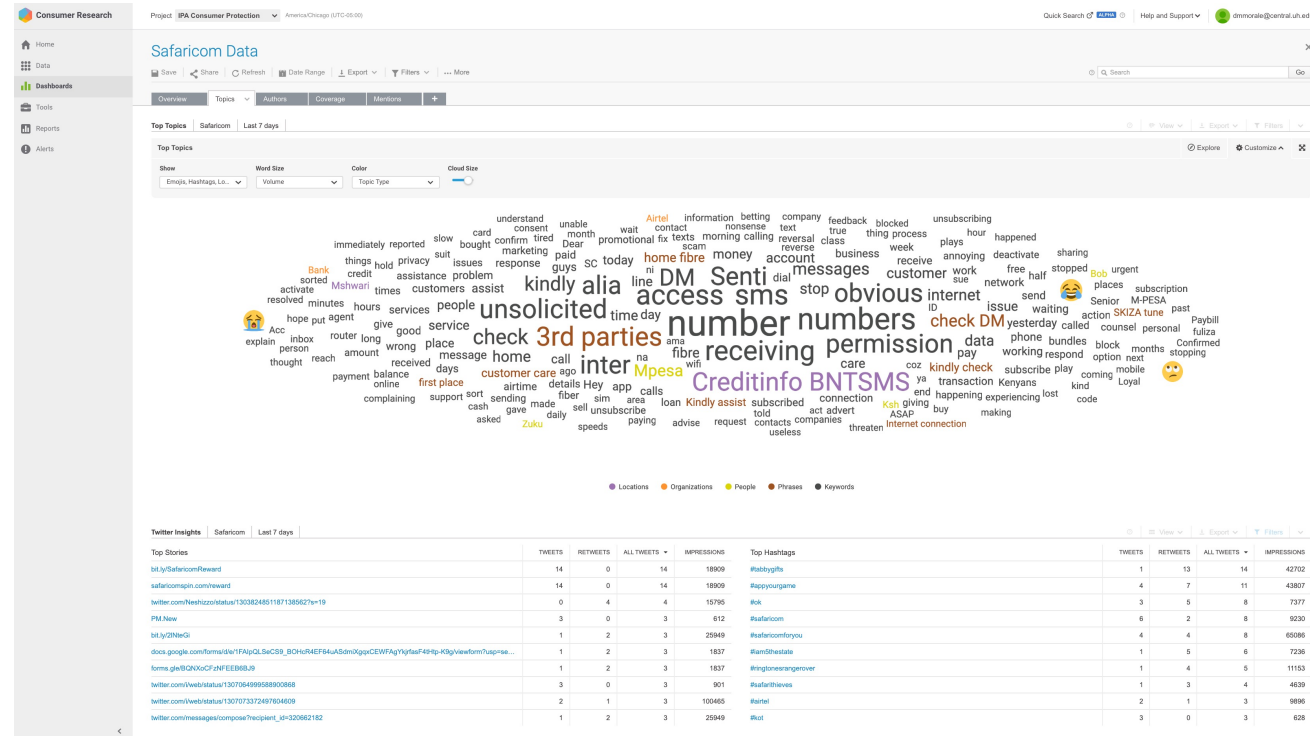 Consumer Research
Project IPA Consumer Protection America/Chicago (UTC-05:00)
Quick Search ALPHA Help and Support dmmorale@central.uh.ed
Home
Data
Dashboards
Tools
Reports
Alerts
Safaricom Data
Save Share Refresh Date Range Export Filters ... More
Search Go
Overview Topics Authors Coverage Mentions +
Top Topics Safaricom Last 7 days
View Export Filters
Top Topics
Explore Customize
Show Word Size Color Cloud Size
Emojis, Hashtags, Lo... Volume Topic Type
understand Airtel information betting company feedback blocked unsubscribing
card consent unable wait contact nonsense text true thing process hour
immediately reported slow bought confirm tired month promotional fix texts morning calling reversal class plays happened
things hold privacy suit issues marketing response paid Dear guys SC today home fibre scam money account reverse business week receive annoying deactivate sharing
Bank sorted credit assistance problem ni dial messages customer work sue network free half stopped Bob urgent
activate Mshwari times customers assist kindly alia line DM Senti access sms stop obvious internet send places subscription
resolved minutes hours services people unsolicited time day number numbers ID issue waiting action Senior M-PESA
hope put agent give good service check 3rd parties ama check DM yesterday called SKIZA tune past
Acc explain inbox router long wrong place fibre receiving permission data phone bundles counsel personal Paybill fuliza
person amount message home call inter na wifi pay working respond block months Confirmed stopping
thought reach received days customer care ago Mpesa care coz kindly check subscribe play option next
payment balance online first place airtime details Hey app calls Creditinfo BNTSMS ya transaction Kenyans coming mobile Loyal
complaining support sort sending fiber sim area loan Kindly assist subscribed connection end happening experiencing lost kind code
cash gave made daily sell unsubscribe told act advert Ksh giving buy making
asked Zuku speeds paying advise request contacts companies useless threaten ASAP Internet connection
Locations Organizations People Phrases Keywords
Twitter Insights Safaricom Last 7 days
View Export Filters
Top Stories TWEETS RETWEETS ALL TWEETS IMPRESSIONS
bit.ly/SafaricomReward 14 0 14 18909
safaricomspin.com/reward 14 0 14 18909
twitter.com/Neshizzo/status/1303824851187138562?s=19 0 4 4 15795
PM.New 3 0 3 612
bit.ly/2INteGi 1 2 3 25949
docs.google.com/forms/d/e/1FAIpQLSeCS9_BOHcR4EF64uASdmiXgqxCEWFAgYkjrfasF4tHtp-K9g/viewform?usp=se... 1 2 3 1837
forms.gle/BQNXoCFzNFEEB6BJ9 1 2 3 1837
twitter.com/i/web/status/1307064999588900868 3 0 3 901
twitter.com/i/web/status/1307073372497604609 2 1 3 100465
twitter.com/messages/compose?recipient_id=320662182 1 2 3 25949
Top Hashtags TWEETS RETWEETS ALL TWEETS IMPRESSIONS
#tabbygifts 1 13 14 42702
#appyourgame 4 7 11 43807
#ok 3 5 8 7377
#safaricom 6 2 8 9230
#safaricomforyou 4 4 8 65086
#iam5thestate 1 5 6 7236
#ringtonesrangerover 1 4 5 11153
#safarithieves 1 3 4 4639
#airtel 2 1 3 9896
#kot 3 0 3 628